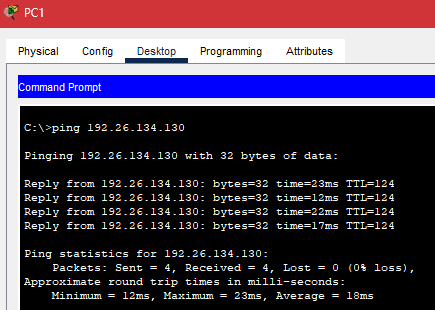 PC1
Physical Config Desktop Programming Attributes
Command Prompt
C:\>ping 192.26.134.130
Pinging 192.26.134.130 with 32 bytes of data:
Reply from 192.26.134.130: bytes=32 time=23ms TTL=124
Reply from 192.26.134.130: bytes=32 time=12ms TTL=124
Reply from 192.26.134.130: bytes=32 time=22ms TTL=124
Reply from 192.26.134.130: bytes=32 time=17ms TTL=124
Ping statistics for 192.26.134.130:
Packets: Sent = 4, Received = 4, Lost = 0 (0% loss),
Approximate round trip times in milli-seconds:
Minimum = 12ms, Maximum = 23ms, Average = 18ms